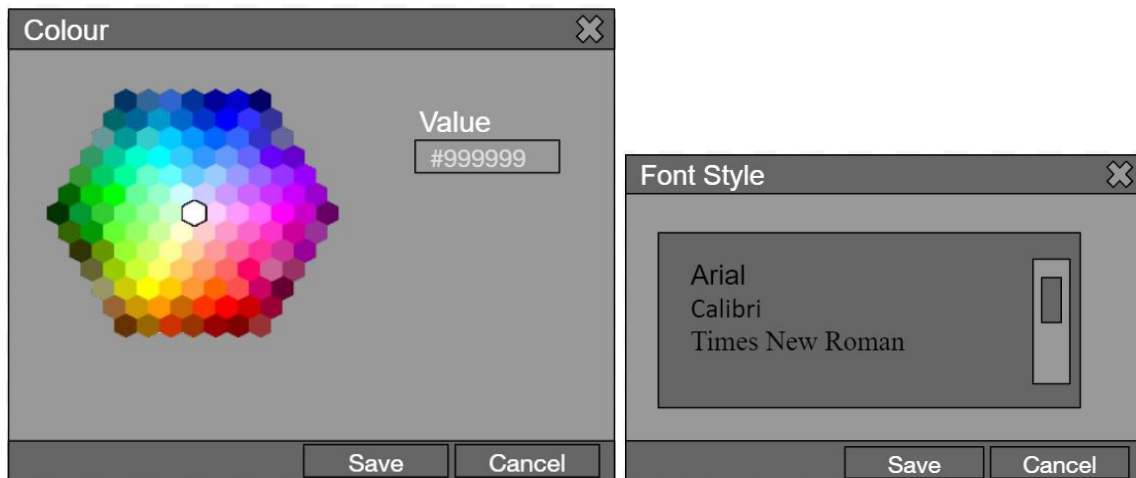 Colour
Value
#999999
Save Cancel
Font Style
Arial
Calibri
Times New Roman
Save Cancel